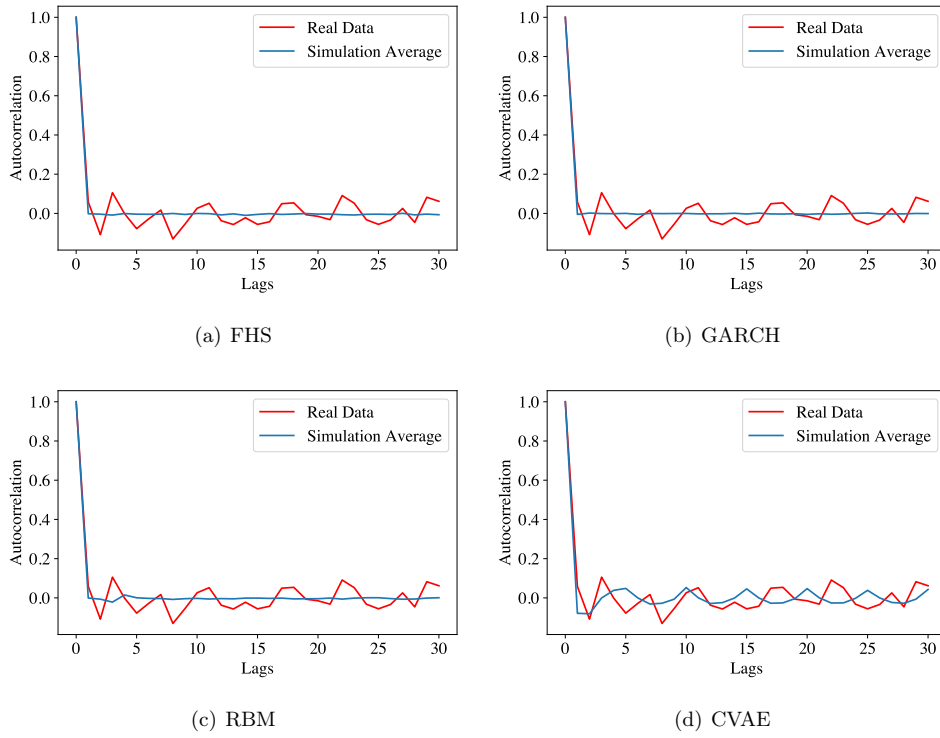 1.0
0.8
0.6
0.4
0.2
0.0
Autocorrelation
Real Data
Simulation Average
0 5 10 15 20 25 30
Lags
(a) FHS
1.0
0.8
0.6
0.4
0.2
0.0
Autocorrelation
Real Data
Simulation Average
0 5 10 15 20 25 30
Lags
(b) GARCH
1.0
0.8
0.6
0.4
0.2
0.0
Autocorrelation
Real Data
Simulation Average
0 5 10 15 20 25 30
Lags
(c) RBM
1.0
0.8
0.6
0.4
0.2
0.0
Autocorrelation
Real Data
Simulation Average
0 5 10 15 20 25 30
Lags
(d) CVAE